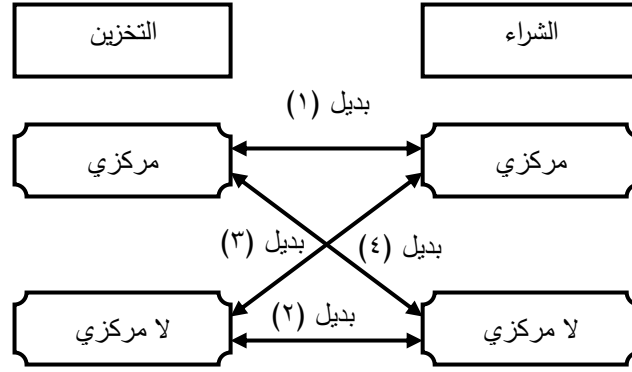 الشراء
التخزين
بديل (١)
مركزي
مركزي
بديل (٤)
بديل (٣)
لا مركزي
بديل (٢)
لا مركزي